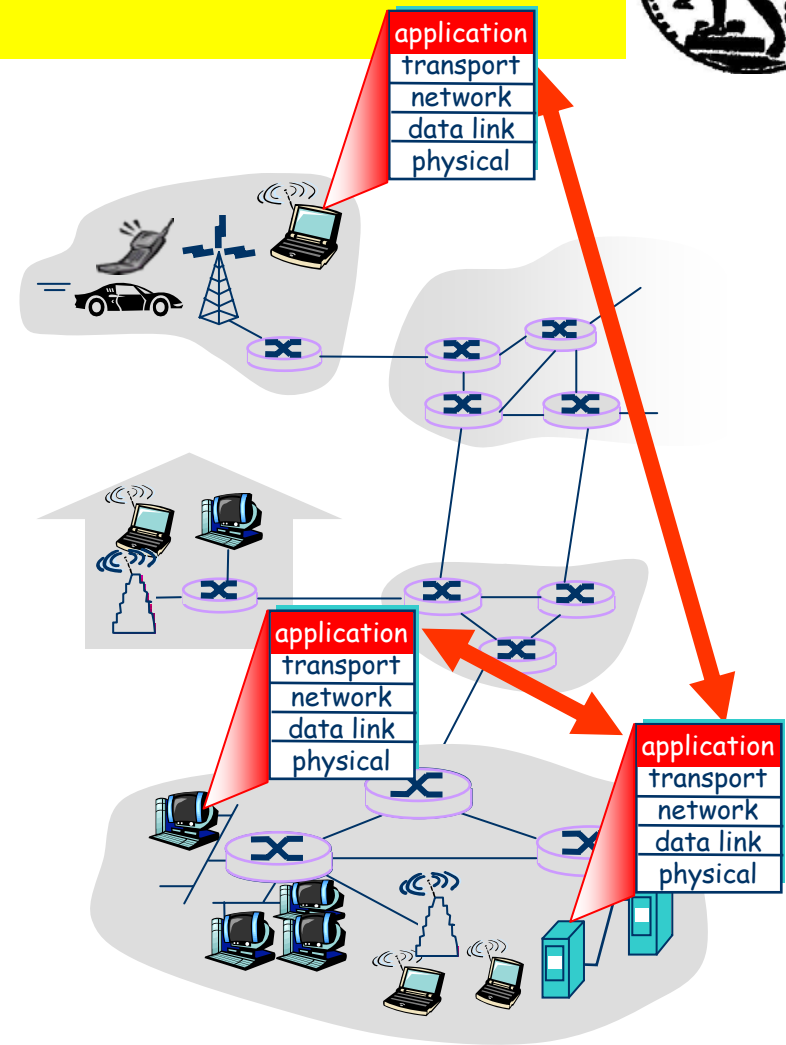 application
transport
network
data link
physical
application
transport
network
data link
physical
application
transport
network
data link
physical